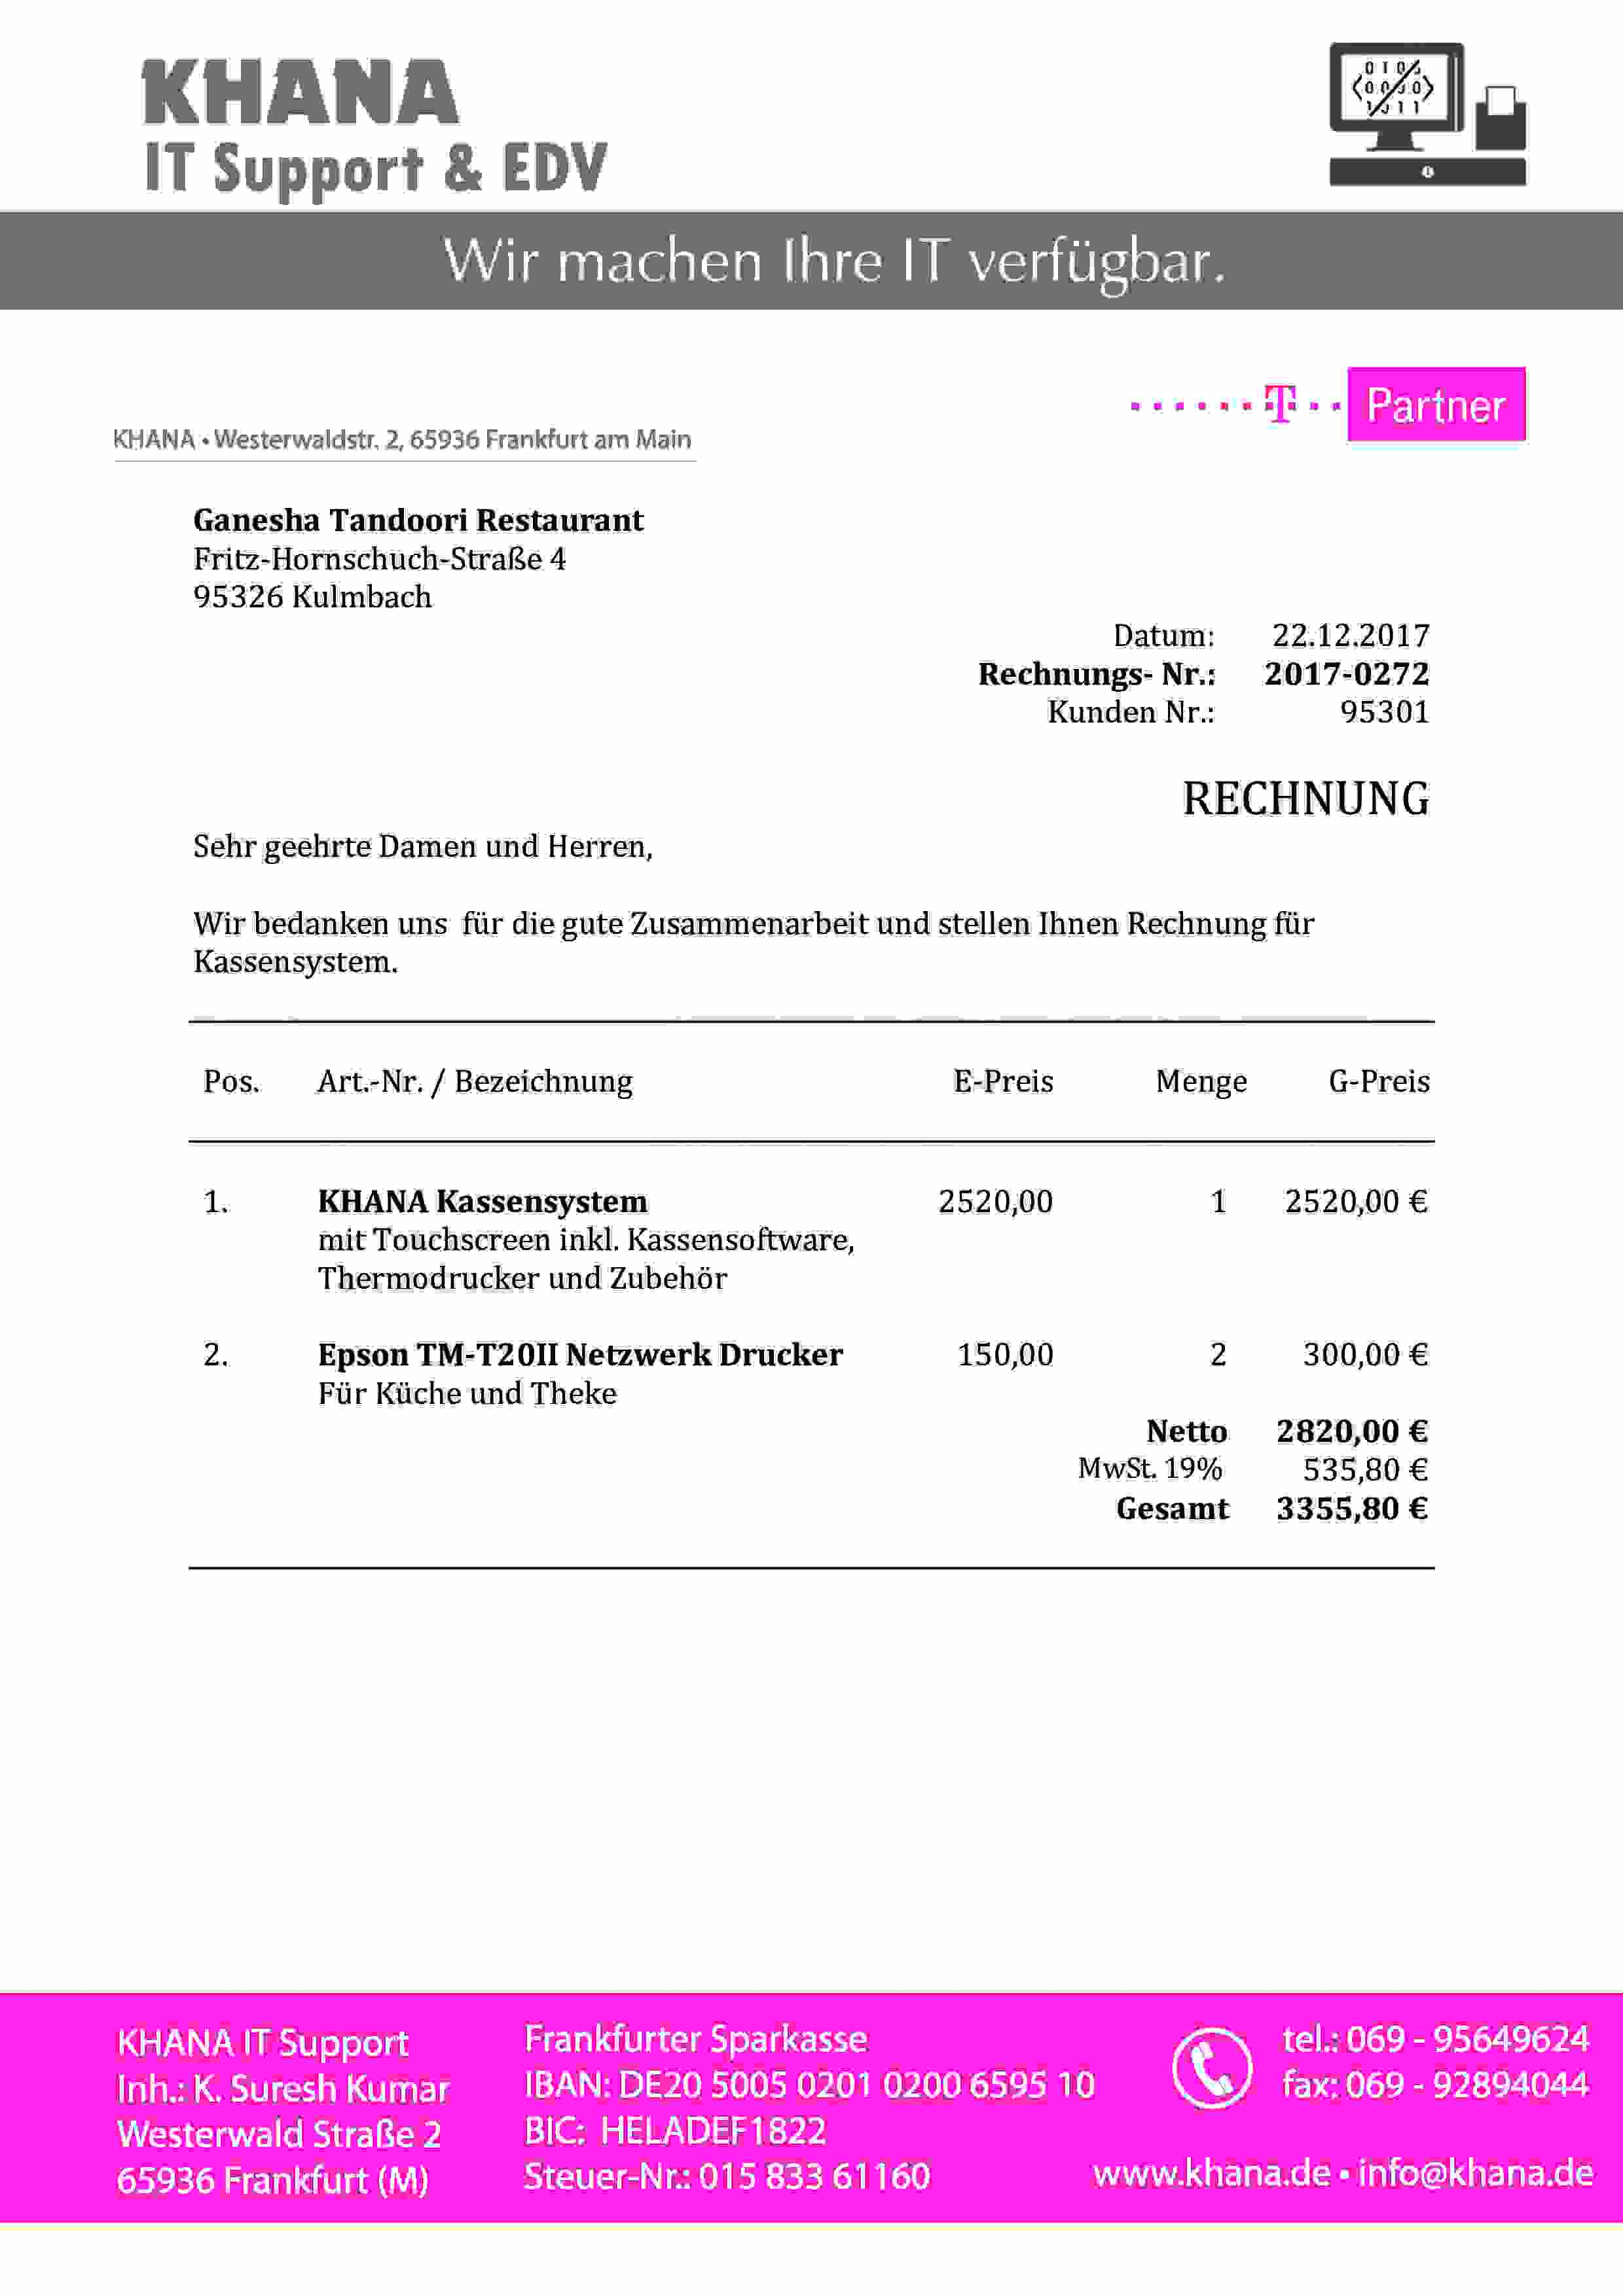 KHANA
IT Support & EDV
Wir machen Ihre IT verfügbar.
T Partner
KHANA • Westerwaldstr. 2, 65936 Frankfurt am Main
Ganesha Tandoori Restaurant
Fritz-Hornschuch-Straße 4
95326 Kulmbach
Datum: 22.12.2017
Rechnungs- Nr.: 2017-0272
Kunden Nr.: 95301
RECHNUNG
Sehr geehrte Damen und Herren,
Wir bedanken uns für die gute Zusammenarbeit und stellen Ihnen Rechnung für
Kassensystem.
Pos. Art.-Nr. / Bezeichnung E-Preis Menge G-Preis
1. KHANA Kassensystem 2520,00 1 2520,00 €
mit Touchscreen inkl. Kassensoftware,
Thermodrucker und Zubehör
2. Epson TM-T20II Netzwerk Drucker 150,00 2 300,00 €
Für Küche und Theke
Netto 2820,00 €
MwSt. 19% 535,80 €
Gesamt 3355,80 €
KHANA IT Support
Inh.: K. Suresh Kumar
Westerwald Straße 2
65936 Frankfurt (M)
Frankfurter Sparkasse
IBAN: DE20 5005 0201 0200 6595 10
BIC: HELADEF1822
Steuer-Nr.: 015 833 61160
tel.: 069 - 95649624
fax: 069 - 92894044
www.khana.de • info@khana.de